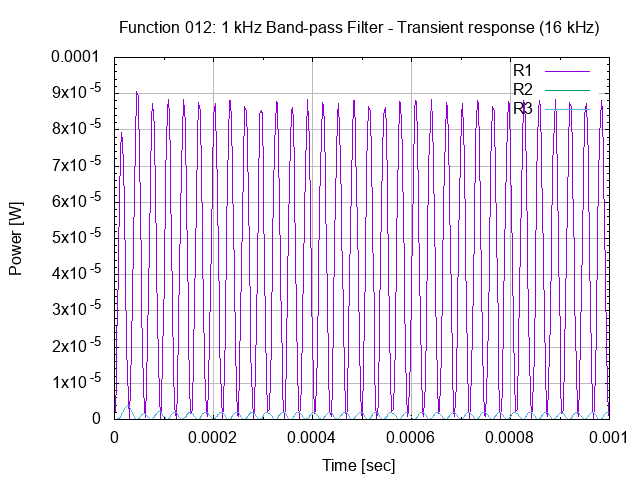 Function 012: 1 kHz Band-pass Filter - Transient response (16 kHz)
0.0001
9x10-5
8x10-5
7x10-5
6x10-5
5x10-5
4x10-5
3x10-5
2x10-5
1x10-5
0
Power [W]
R1
R2
R3
0 0.0002 0.0004 0.0006 0.0008 0.001
Time [sec]